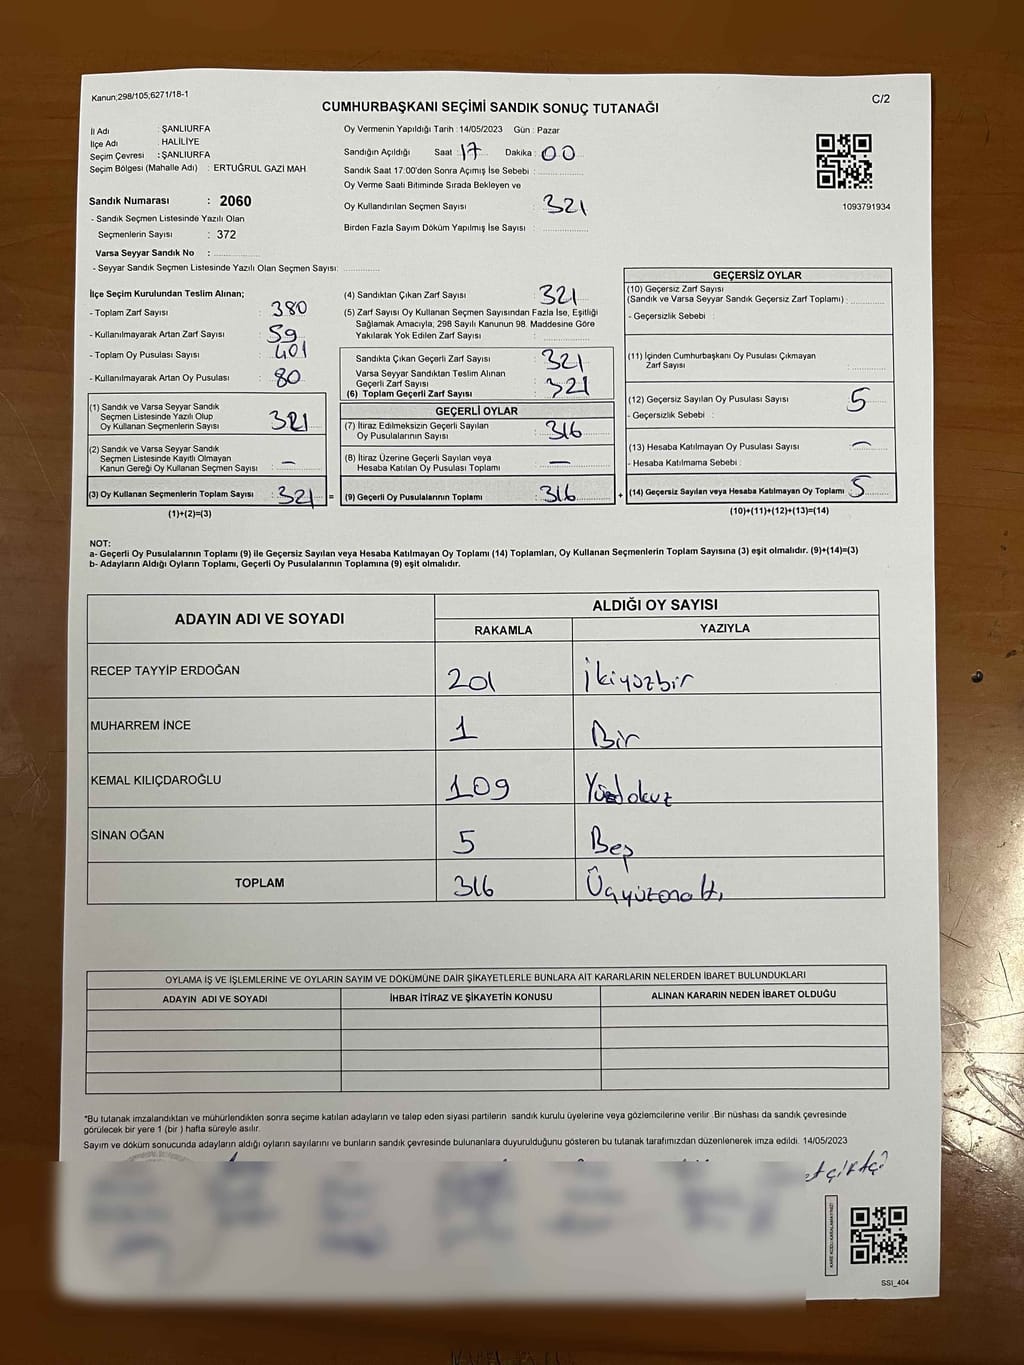 Kanun;298/105,6271/18-1
CUMHURBAŞKANI SEÇİMİ SANDIK SONUÇ TUTANAĞI
C/2
İl Adı : ŞANLIURFA
İlçe Adı : HALİLİYE
Seçim Çevresi : ŞANLIURFA
Seçim Bölgesi (Mahalle Adı) : ERTUĞRUL GAZI MAH
Sandık Numarası : 2060
- Sandık Seçmen Listesinde Yazılı Olan
Seçmenlerin Sayısı : 372
Varsa Seyyar Sandık No :
- Seyyar Sandık Seçmen Listesinde Yazılı Olan Seçmen Sayısı:
Oy Vermenin Yapıldığı Tarih : 14/05/2023 Gün : Pazar
Sandığın Açıldığı Saat : 17 Dakika : 00
Sandık Saat 17:00'den Sonra Açımış İse Sebebi :
Oy Verme Saati Bitiminde Sırada Bekleyen ve
Oy Kullandırılan Seçmen Sayısı : 321
Birden Fazla Sayım Döküm Yapılmış İse Sayısı :
1093791934
İlçe Seçim Kurulundan Teslim Alınan;
- Toplam Zarf Sayısı : 380
- Kullanılmayarak Artan Zarf Sayısı : 59
- Toplam Oy Pusulası Sayısı : 401
- Kullanılmayarak Artan Oy Pusulası : 80
(1) Sandık ve Varsa Seyyar Sandık
Seçmen Listesinde Yazılı Olup
Oy Kullanan Seçmenlerin Sayısı : 321
(2) Sandık ve Varsa Seyyar Sandık
Seçmen Listesinde Kayıtlı Olmayan
Kanun Gereği Oy Kullanan Seçmen Sayısı : –
(3) Oy Kullanan Seçmenlerin Toplam Sayısı : 321 =
(1)+(2)=(3)
(4) Sandıktan Çıkan Zarf Sayısı : 321
(5) Zarf Sayısı Oy Kullanan Seçmen Sayısından Fazla İse, Eşitliği
Sağlamak Amacıyla, 298 Sayılı Kanunun 98. Maddesine Göre
Yakılarak Yok Edilen Zarf Sayısı :
Sandıkta Çıkan Geçerli Zarf Sayısı : 321
Varsa Seyyar Sandıktan Teslim Alınan
Geçerli Zarf Sayısı
(6) Toplam Geçerli Zarf Sayısı : 321
GEÇERLİ OYLAR
(7) İtiraz Edilmeksizin Geçerli Sayılan
Oy Pusulalarının Sayısı : 316
(8) İtiraz Üzerine Geçerli Sayılan veya
Hesaba Katılan Oy Pusulası Toplamı : –
(9) Geçerli Oy Pusulalarının Toplamı : 316 +
GEÇERSİZ OYLAR
(10) Geçersiz Zarf Sayısı
(Sandık ve Varsa Seyyar Sandık Geçersiz Zarf Toplamı) :
- Geçersizlik Sebebi :
(11) İçinden Cumhurbaşkanı Oy Pusulası Çıkmayan
Zarf Sayısı :
(12) Geçersiz Sayılan Oy Pusulası Sayısı : 5
- Geçersizlik Sebebi :
(13) Hesaba Katılmayan Oy Pusulası Sayısı : –
- Hesaba Katılmama Sebebi :
(14) Geçersiz Sayılan veya Hesaba Katılmayan Oy Toplamı : 5
(10)+(11)+(12)+(13)=(14)
NOT:
a- Geçerli Oy Pusulalarının Toplamı (9) ile Geçersiz Sayılan veya Hesaba Katılmayan Oy Toplamı (14) Toplamları, Oy Kullanan Seçmenlerin Toplam Sayısına (3) eşit olmalıdır. (9)+(14)=(3)
b- Adayların Aldığı Oyların Toplamı, Geçerli Oy Pusulalarının Toplamına (9) eşit olmalıdır.
ADAYIN ADI VE SOYADI
ALDIĞI OY SAYISI
RAKAMLA YAZIYLA
RECEP TAYYİP ERDOĞAN 201 İkiyüzbir
MUHARREM İNCE 1 Bir
KEMAL KILIÇDAROĞLU 109 Yüzdokuz
SİNAN OĞAN 5 Beş
TOPLAM 316 Üçyüzonaltı
OYLAMA İŞ VE İŞLEMLERİNE VE OYLARIN SAYIM VE DÖKÜMÜNE DAİR ŞİKAYETLERLE BUNLARA AİT KARARLARIN NELERDEN İBARET BULUNDUKLARI
ADAYIN ADI VE SOYADI İHBAR İTİRAZ VE ŞİKAYETİN KONUSU ALINAN KARARIN NEDEN İBARET OLDUĞU
*Bu tutanak imzalandıktan ve mühürlendikten sonra seçime katılan adayların ve talep eden siyasi partilerin sandık kurulu üyelerine veya gözlemcilerine verilir .Bir nüshası da sandık çevresinde
görülecek bir yere 1 (bir ) hafta süreyle asılır.
Sayım ve döküm sonucunda adayların aldığı oyların sayılarını ve bunların sandık çevresinde bulunanlara duyurulduğunu gösteren bu tutanak tarafımızdan düzenlenerek imza edildi. 14/05/2023
SSI_404